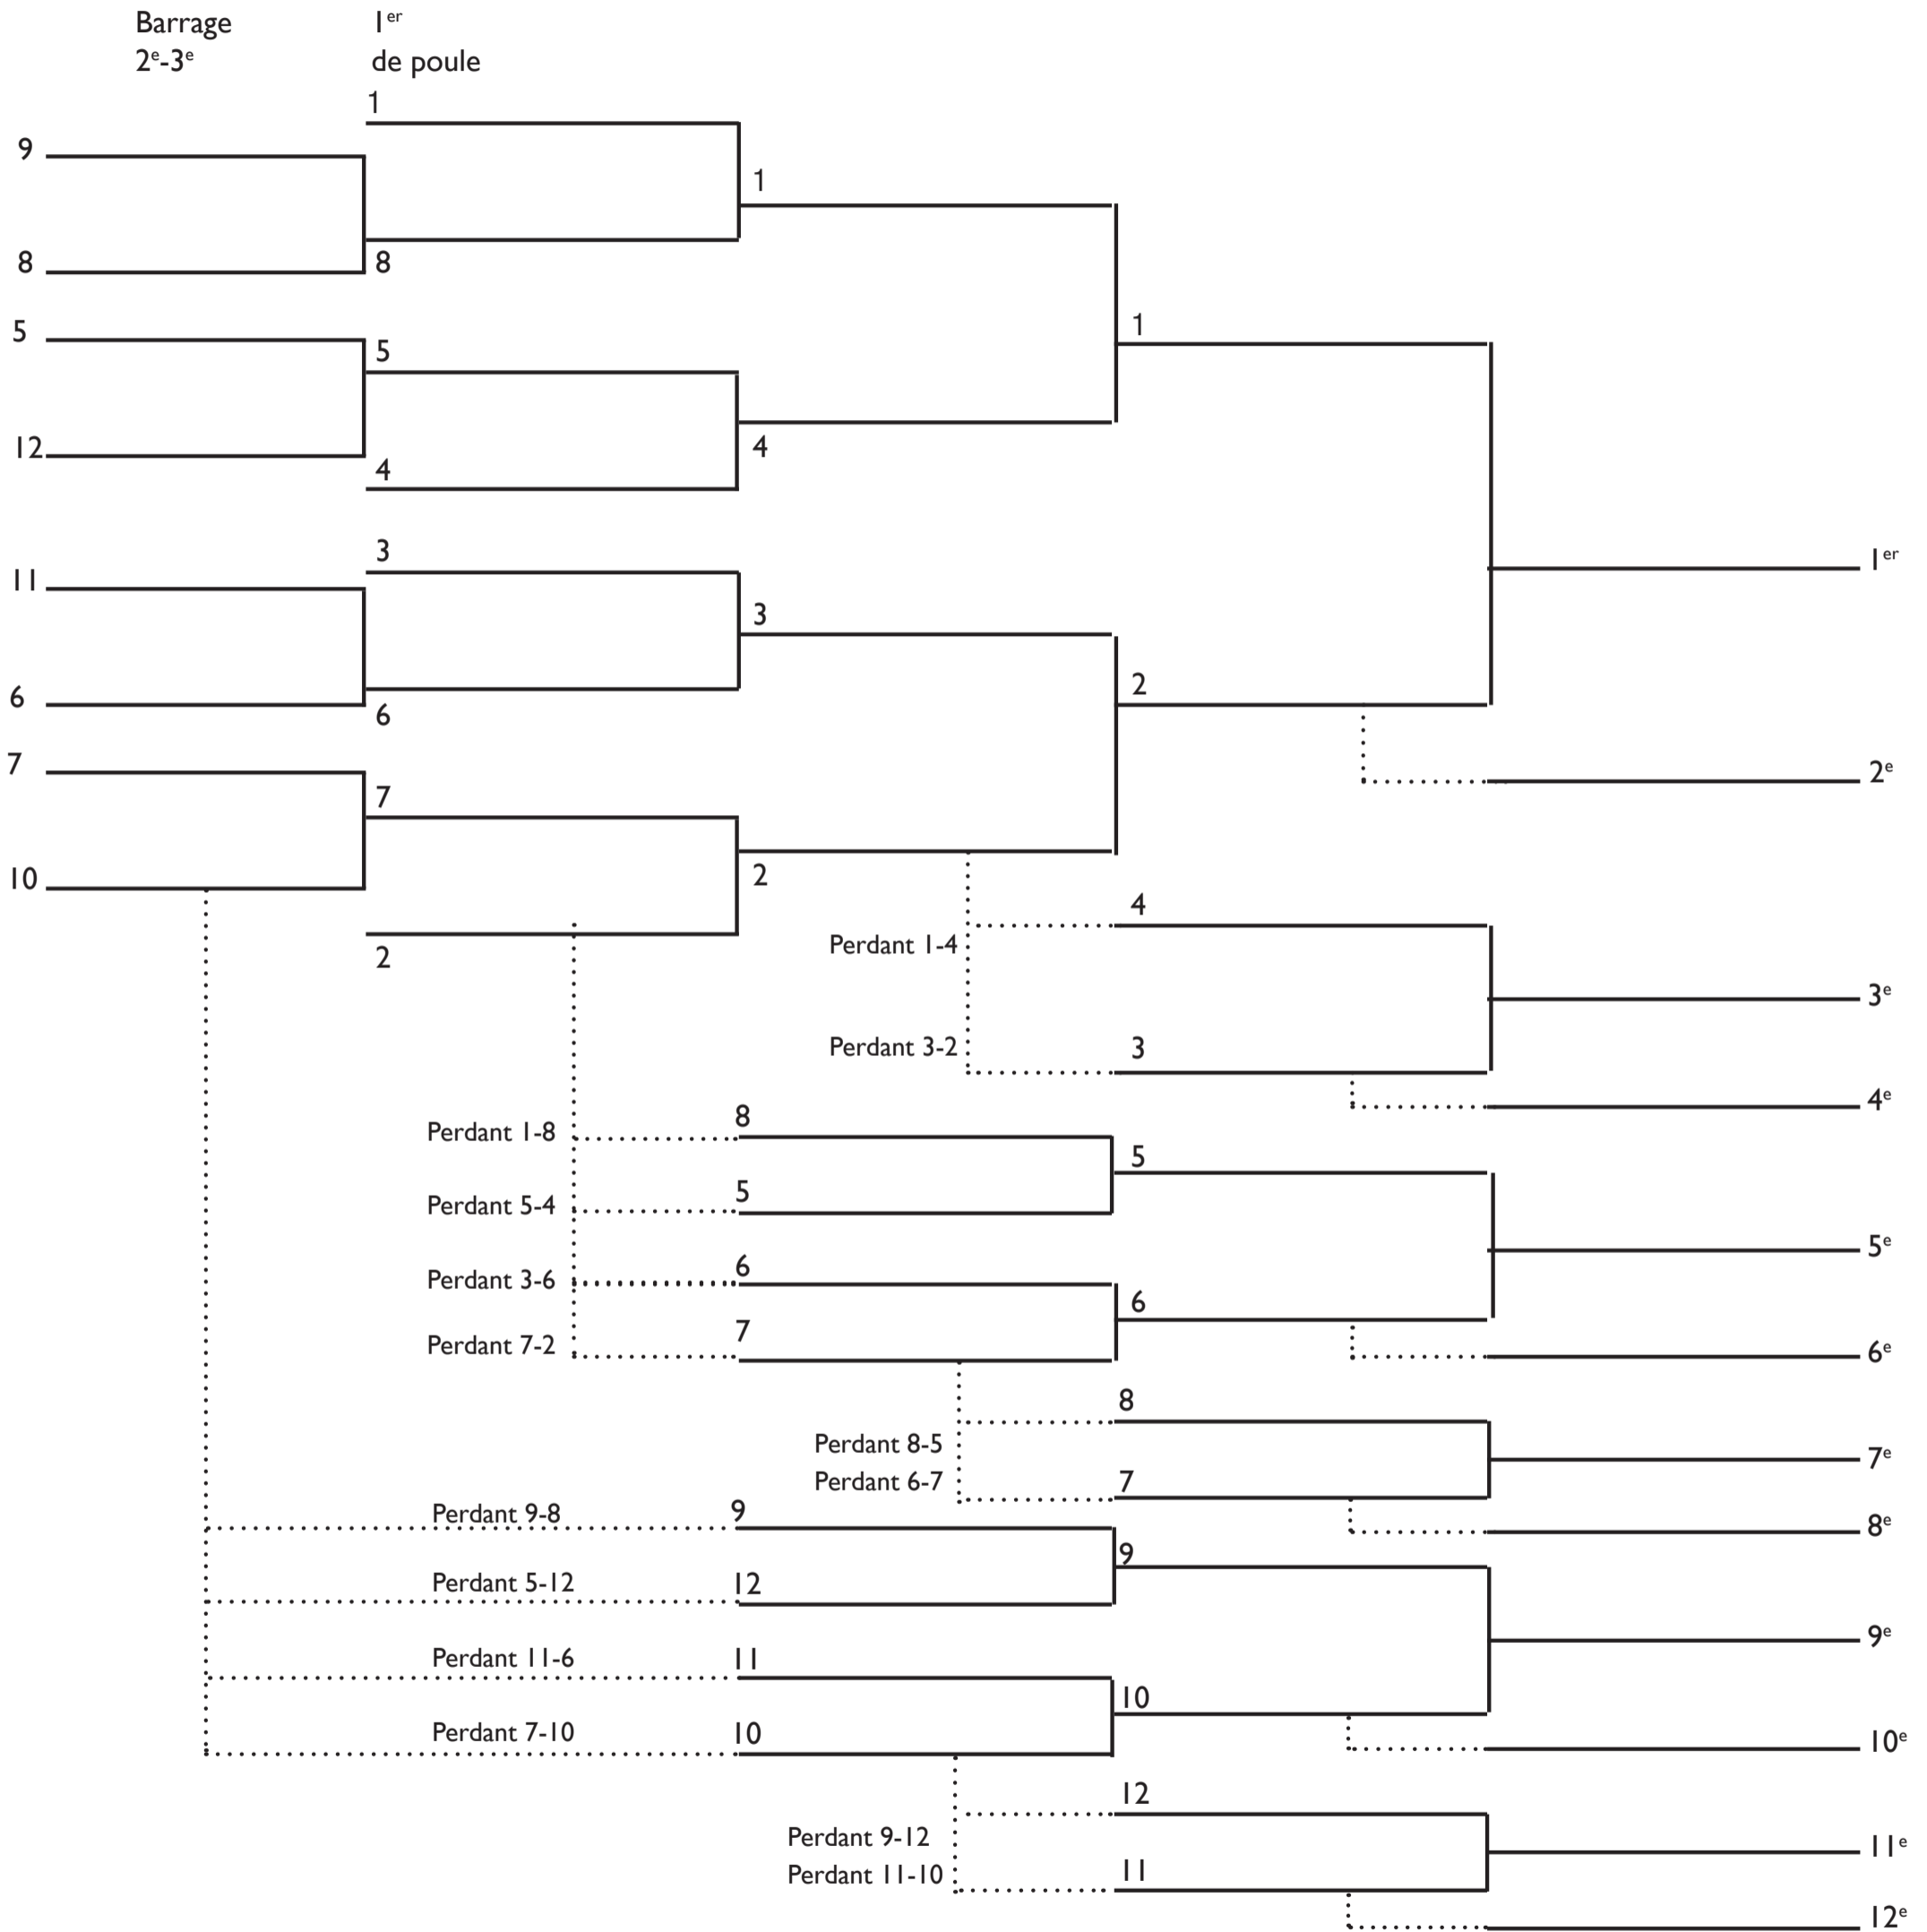 Barrage
2e-3e
1er
de poule
1
9
1
8
8
1
5
5
12
4
4
3
11
3
1er
6
2
6
7
7
2e
10
2
4
2
Perdant 1-4
3e
Perdant 3-2
3
4e
8
Perdant 1-8
5
5
Perdant 5-4
5e
6
Perdant 3-6
6
7
Perdant 7-2
6e
8
Perdant 8-5
7e
Perdant 6-7
7
Perdant 9-8
9
8e
9
Perdant 5-12
12
9e
Perdant 11-6
11
10
Perdant 7-10
10
10e
12
Perdant 9-12
11e
Perdant 11-10
11
12e